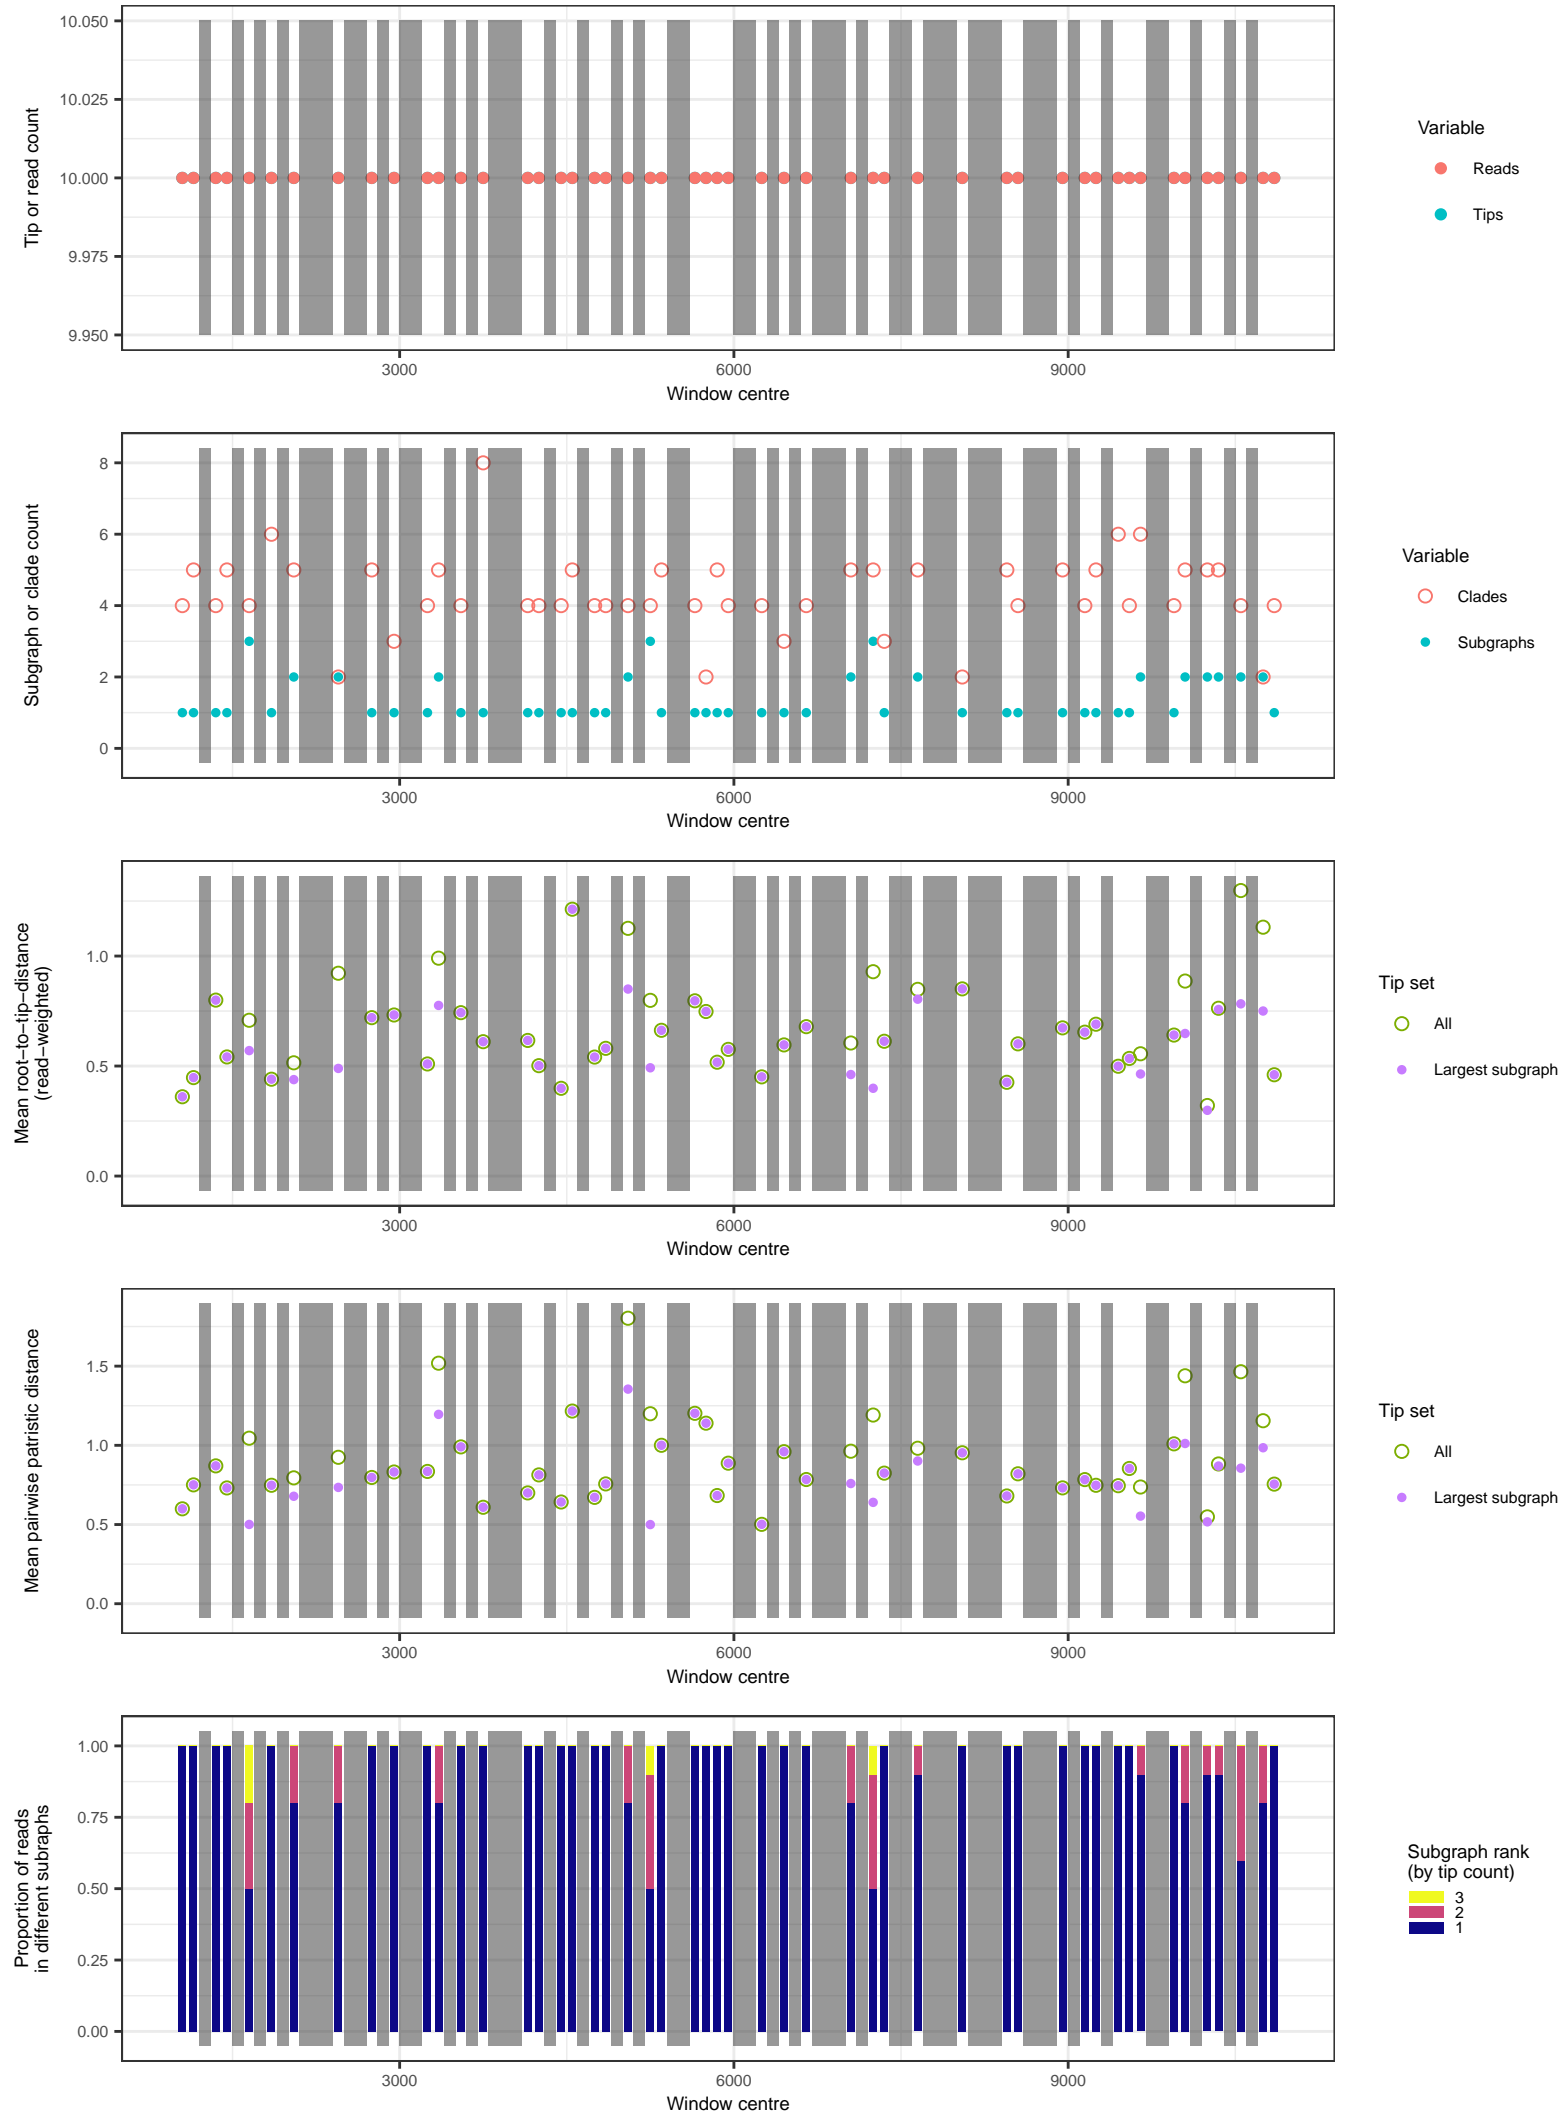 10.050
10.025
10.000
9.975
9.950
Tip or read count
3000
6000
9000
Window centre
Variable
Reads
Tips
8
6
4
2
0
Subgraph or clade count
3000
6000
9000
Window centre
Variable
Clades
Subgraphs
1.0
0.5
0.0
Mean root−to−tip−distance
(read−weighted)
3000
6000
9000
Window centre
Tip set
All
Largest subgraph
1.5
1.0
0.5
0.0
Mean pairwise patristic distance
3000
6000
9000
Window centre
Tip set
All
Largest subgraph
1.00
0.75
0.50
0.25
0.00
Proportion of reads
in different subraphs
3000
6000
9000
Window centre
Subgraph rank
(by tip count)
3
2
1